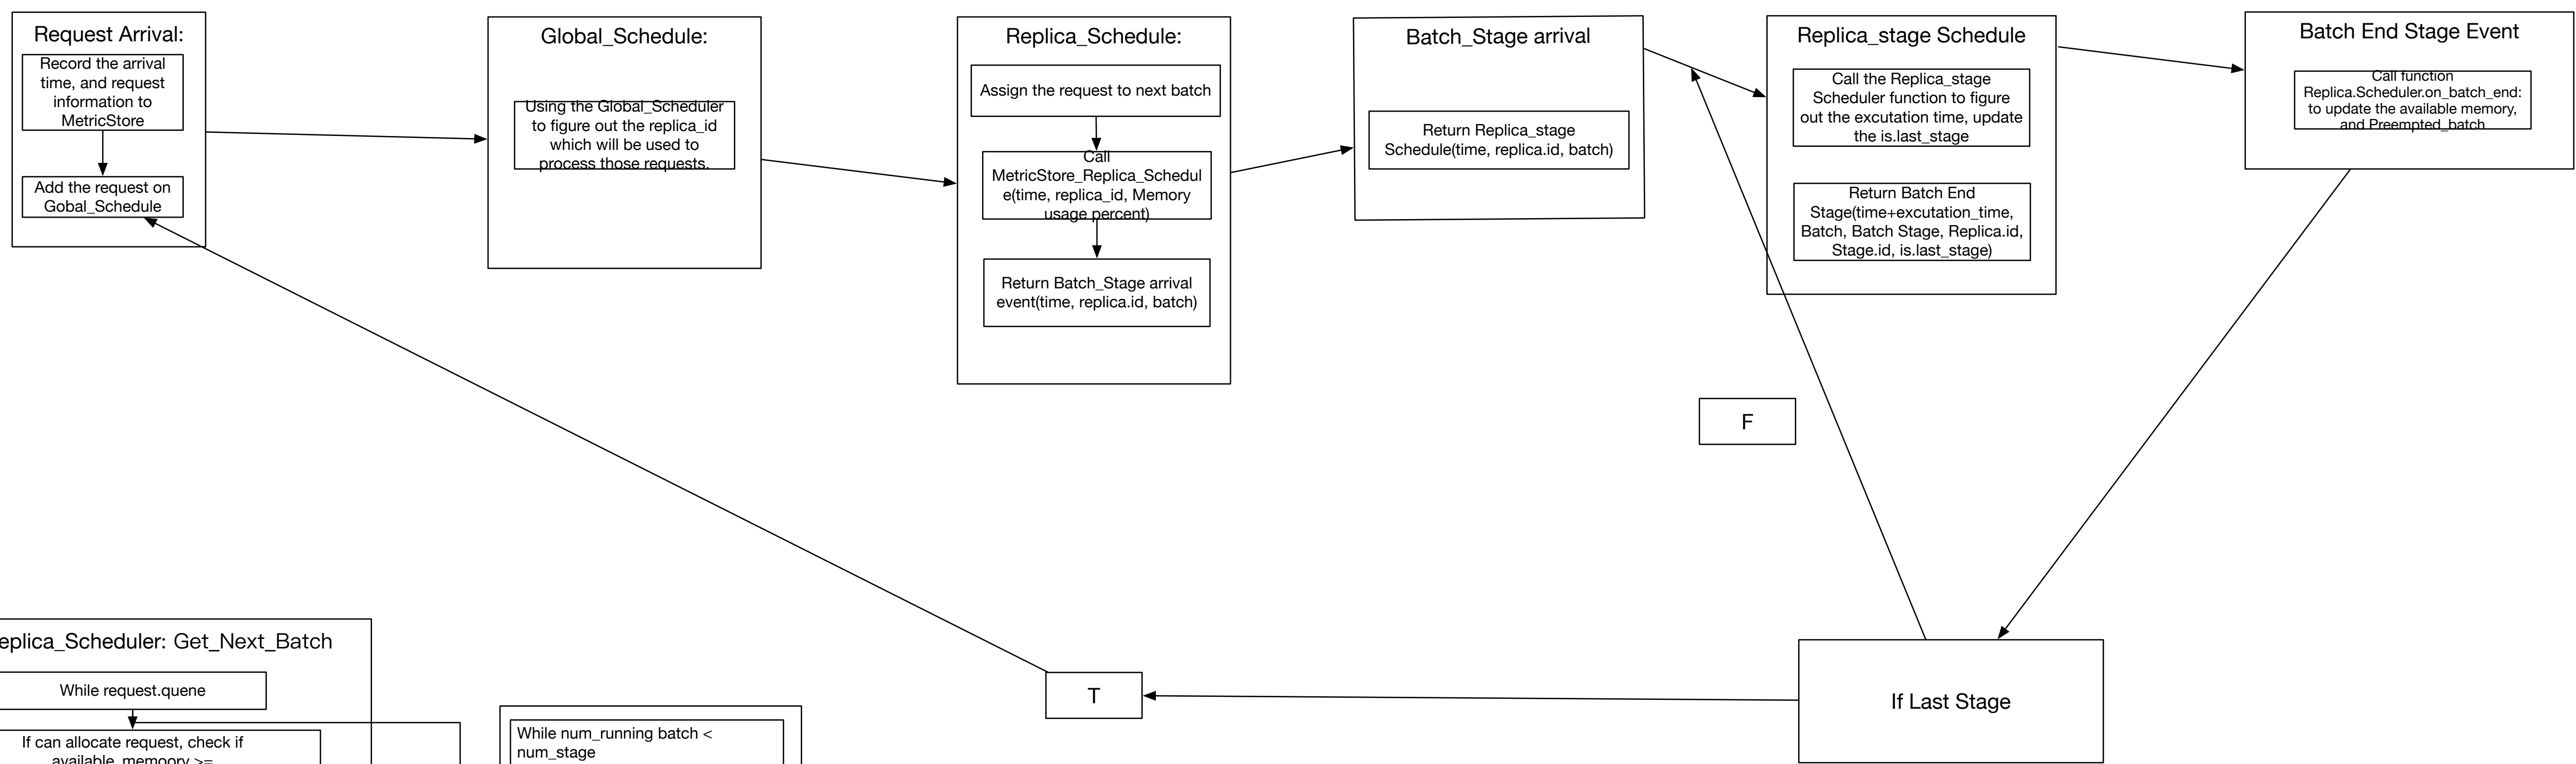 Request Arrival:
Record the arrival
time, and request
information to
MetricStore
Add the request on
Gobal_Schedule
Global_Schedule:
Using the Global_Scheduler
to figure out the replica_id
which will be used to
process those requests.
Replica_Schedule:
Assign the request to next batch
Call
MetricStore_Replica_Schedul
e(time, replica_id, Memory
usage percent)
Return Batch_Stage arrival
event(time, replica.id, batch)
Batch_Stage arrival
Return Replica_stage
Schedule(time, replica.id, batch)
Replica_stage Schedule
Call the Replica_stage
Scheduler function to figure
out the excutation time, update
the is.last_stage
Return Batch End
Stage(time+excutation_time,
Batch, Batch Stage, Replica.id,
Stage.id, is.last_stage)
Batch End Stage Event
Call function
Replica.Scheduler.on_batch_end:
to update the available memory,
and Preempted_batch
F
T
If Last Stage
eplica_Scheduler: Get_Next_Batch
While request.quene
If can allocate request, check if
available_memoory >=
While num_running batch <
num_stage